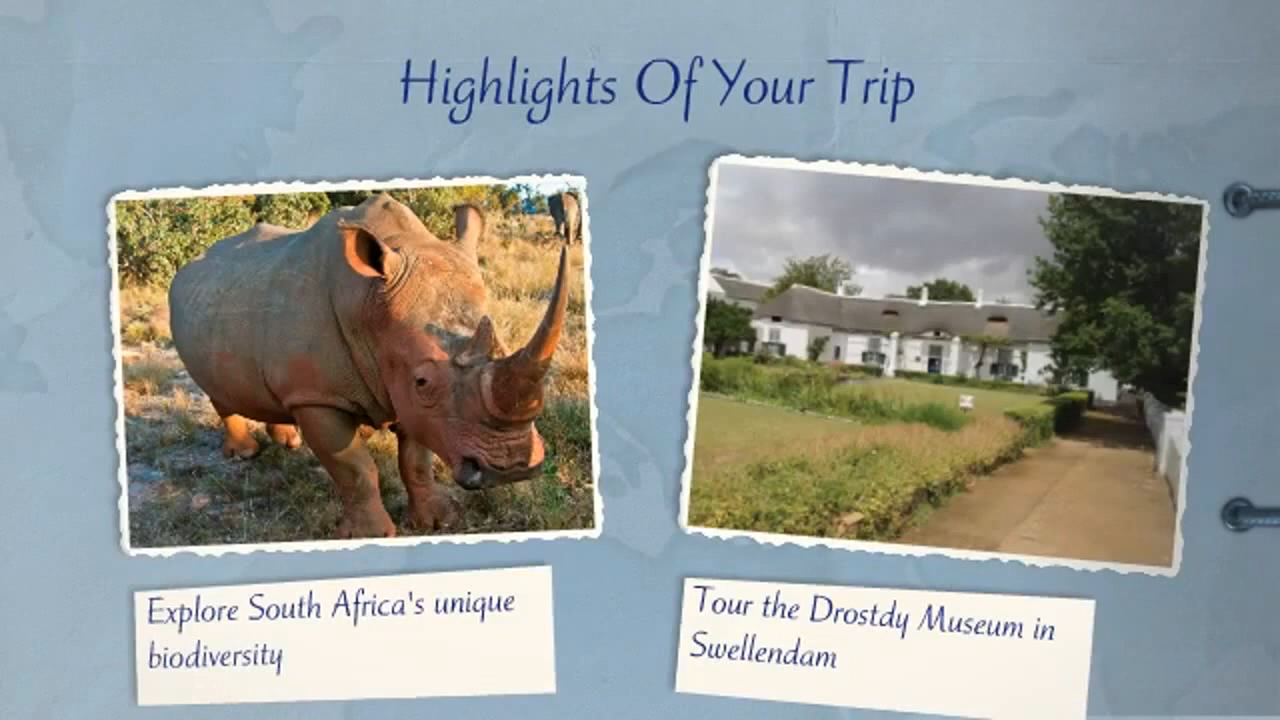 Highlights Of Your Trip
Explore South Africa's unique
biodiversity
Tour the Drostdy Museum in
Swellendam